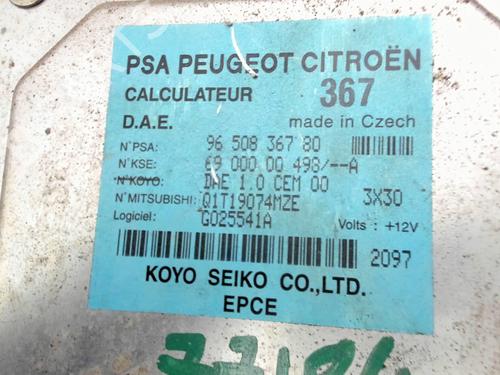 PSA PEUGEOT CITROËN
CALCULATEUR 367
D.A.E. made in Czech
N°PSA: 96 508 367 80
N°KSE: 69 000 00 498/--A
N°KOYO: DAE 1.0 CEM 00 3X30
N°MITSUBISHI: Q1T19074MZE
Logiciel: G025541A Volts : +12V
2097
KOYO SEIKO CO.,LTD.
EPCE